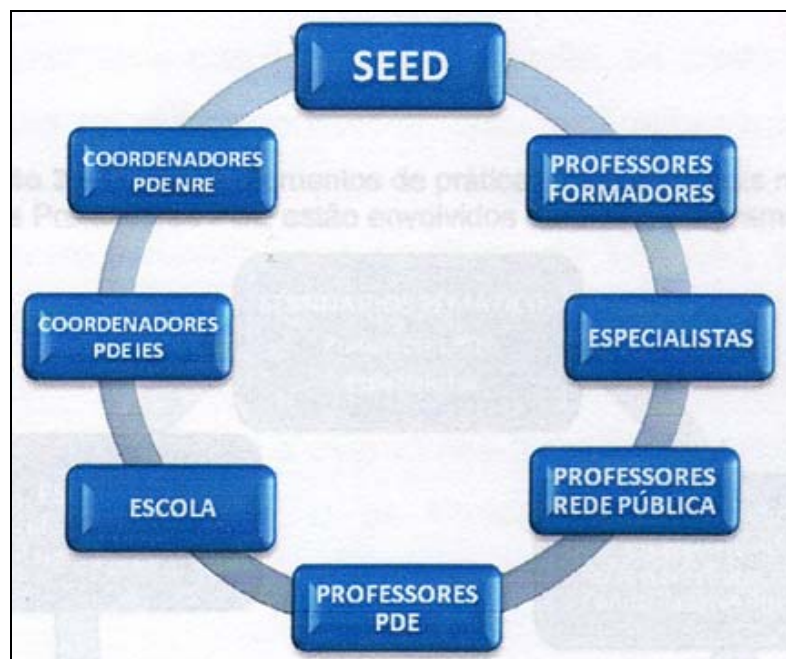 SEED
PROFESSORES
FORMADORES
ESPECIALISTAS
PROFESSORES
REDE PÚBLICA
PROFESSORES
PDE
ESCOLA
COORDENADORES
PDE IES
COORDENADORES
PDE NRE